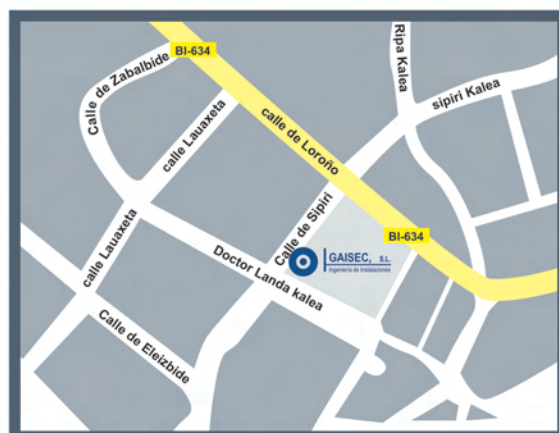 BI-634
Calle de Zabalbide
calle Lauaxeta
calle de Loroño
Ripa Kalea
sipiri Kalea
calle Lauaxeta
Calle de Sipiri
BI-634
Doctor Landa kalea
GAISEC, S.L.
Ingeniería de Instalaciones
Calle de Eleizbide